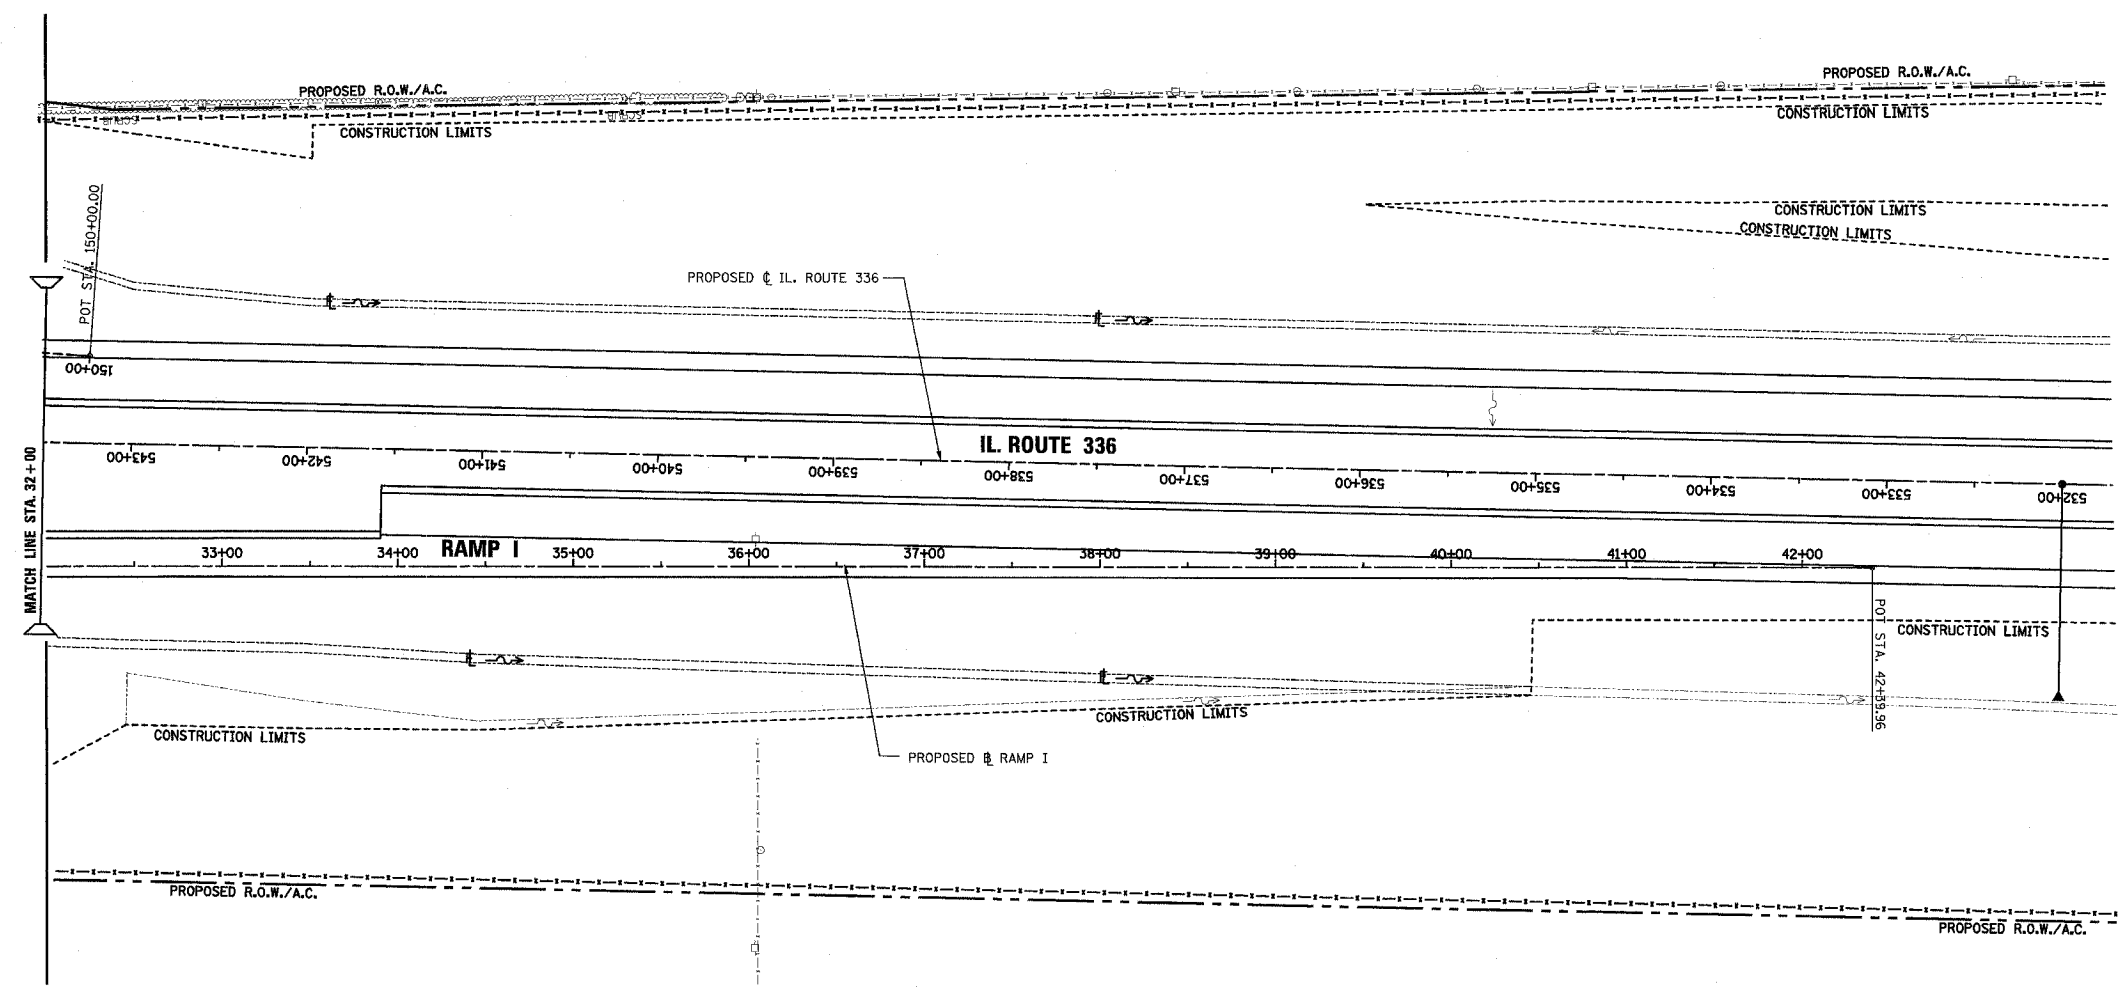 PROPOSED R.O.W./A.C.
PROPOSED R.O.W./A.C.
SCRUB
SCRUB
CONSTRUCTION LIMITS
CONSTRUCTION LIMITS
POT STA. 150+00.00
CONSTRUCTION LIMITS
CONSTRUCTION LIMITS
PROPOSED ℄ IL. ROUTE 336
℄
℄
150+00
IL. ROUTE 336
543+00
542+00
541+00
540+00
539+00
538+00
537+00
536+00
535+00
534+00
533+00
532+00
MATCH LINE STA. 32+00
33+00
34+00
RAMP I
35+00
36+00
37+00
38+00
39+00
40+00
41+00
42+00
POT STA. 42+39.96
CONSTRUCTION LIMITS
℄
℄
CONSTRUCTION LIMITS
CONSTRUCTION LIMITS
PROPOSED ⅊ RAMP I
PROPOSED R.O.W./A.C.
PROPOSED R.O.W./A.C.